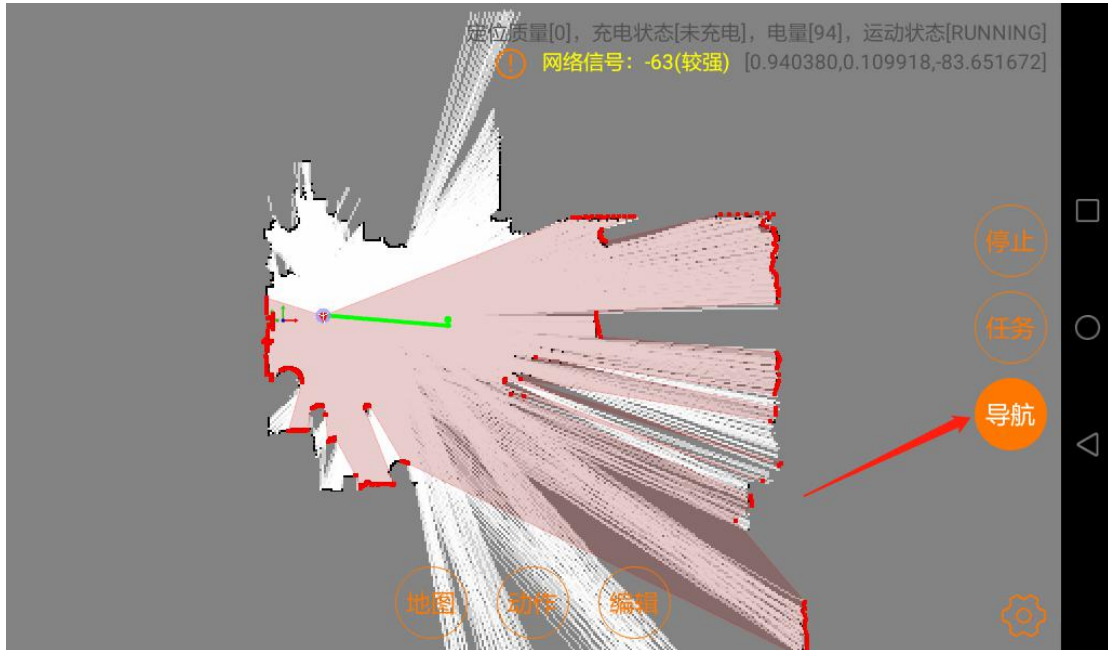 定位质量[0]，充电状态[未充电]，电量[94]，运动状态[RUNNING]
网络信号：-63(较强) [0.940380,0.109918,-83.651672]
停止
任务
导航
地图
动作
编辑